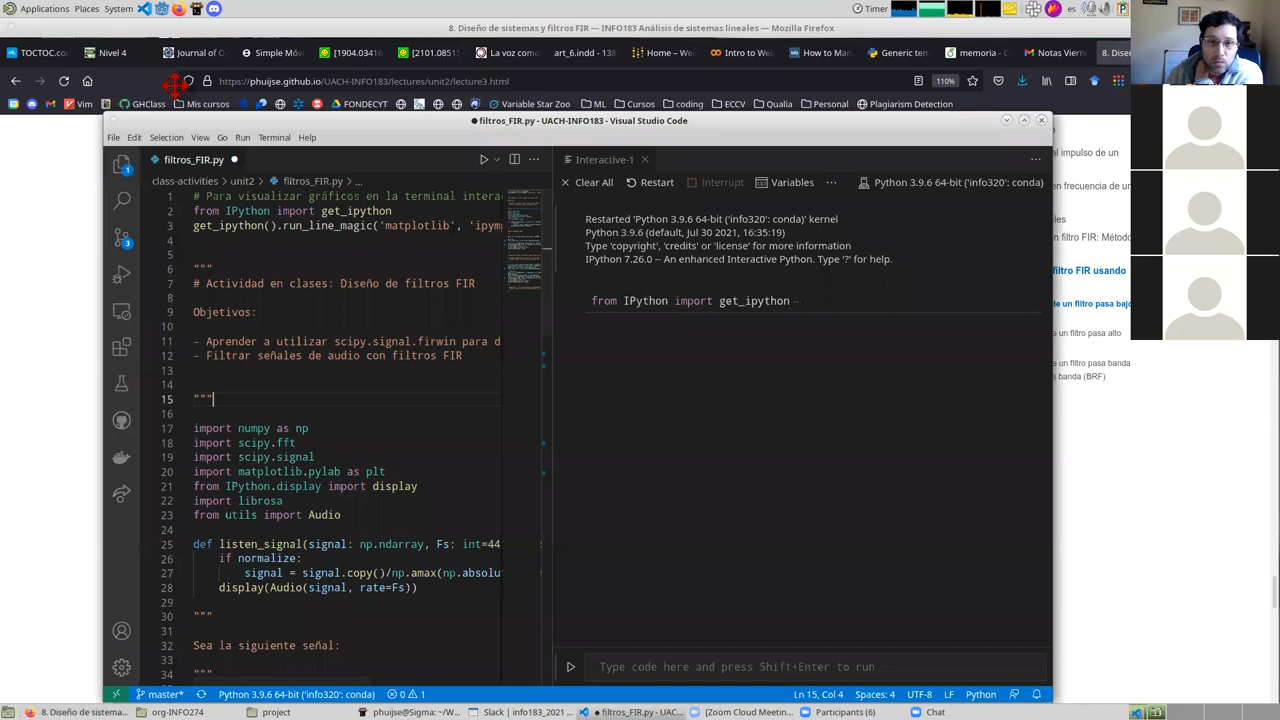 Applications Places System
Timer
es
8. Diseño de sistemas y filtros FIR — INFO183 Análisis de sistemas lineales — Mozilla Firefox
TOCTOC.co
Nivel 4
Journal of
Simple Móv
[1904.0341
art_6.indd - 138
Home – We
Intro to We
How to Man
Generic tem
memoria - C
Notas Vierne
8. Diser
https://phuijse.github.io/UACH-INFO183/lectures/unit2/lecture3.html
110%
Vim
GHClass
Mis cursos
FONDECYT
Variable Star Zoo
ML
Cursos
coding
ECCV
Qualia
Personal
Plagiarism Detection
filtros_FIR.py - UACH-INFO183 - Visual Studio Code
File Edit Selection View Go Run Terminal Help
filtros_FIR.py
Interactive-1
class-activities > unit2 > filtros_FIR.py > ...
Clear All Restart Interrupt Variables ... Python 3.9.6 64-bit ('info320': conda)
1 # Para visualizar gráficos en la terminal intera
2 from IPython import get_ipython
3 get_ipython().run_line_magic('matplotlib', 'ipymp
4
5
6 """
7 # Actividad en clases: Diseño de filtros FIR
8
9 Objetivos:
10
11 - Aprender a utilizar scipy.signal.firwin para d
12 - Filtrar señales de audio con filtros FIR
13
14
15 """
16
17 import numpy as np
18 import scipy.fft
19 import scipy.signal
20 import matplotlib.pylab as plt
21 from IPython.display import display
22 import librosa
23 from utils import Audio
24
25 def listen_signal(signal: np.ndarray, Fs: int=44
26 if normalize:
27 signal = signal.copy()/np.amax(np.absolu
28 display(Audio(signal, rate=Fs))
29
30 """
31
32 Sea la siguiente señal:
33
34 """
Restarted 'Python 3.9.6 64-bit ('info320': conda)' kernel
Python 3.9.6 (default, Jul 30 2021, 16:35:19)
Type 'copyright', 'credits' or 'license' for more information
IPython 7.26.0 -- An enhanced Interactive Python. Type '?' for help.
from IPython import get_ipython ...
Type code here and press Shift+Enter to run
al impulso de un
en frecuencia de un
ales
n filtro FIR: Métod
filtro FIR usando
de un filtro pasa bajo
e un filtro pasa alto
e un filtro pasa banda
a banda (BRF)
master* Python 3.9.6 64-bit ('info320': conda) 0 1
Ln 15, Col 4 Spaces: 4 UTF-8 LF Python
8. Diseño de sistema...
org-INFO274
project
phuijse@Sigma: ~/W...
Slack | info183_2021 ...
filtros_FIR.py - UAC...
[Zoom Cloud Meetin...
Participants (6)
Chat